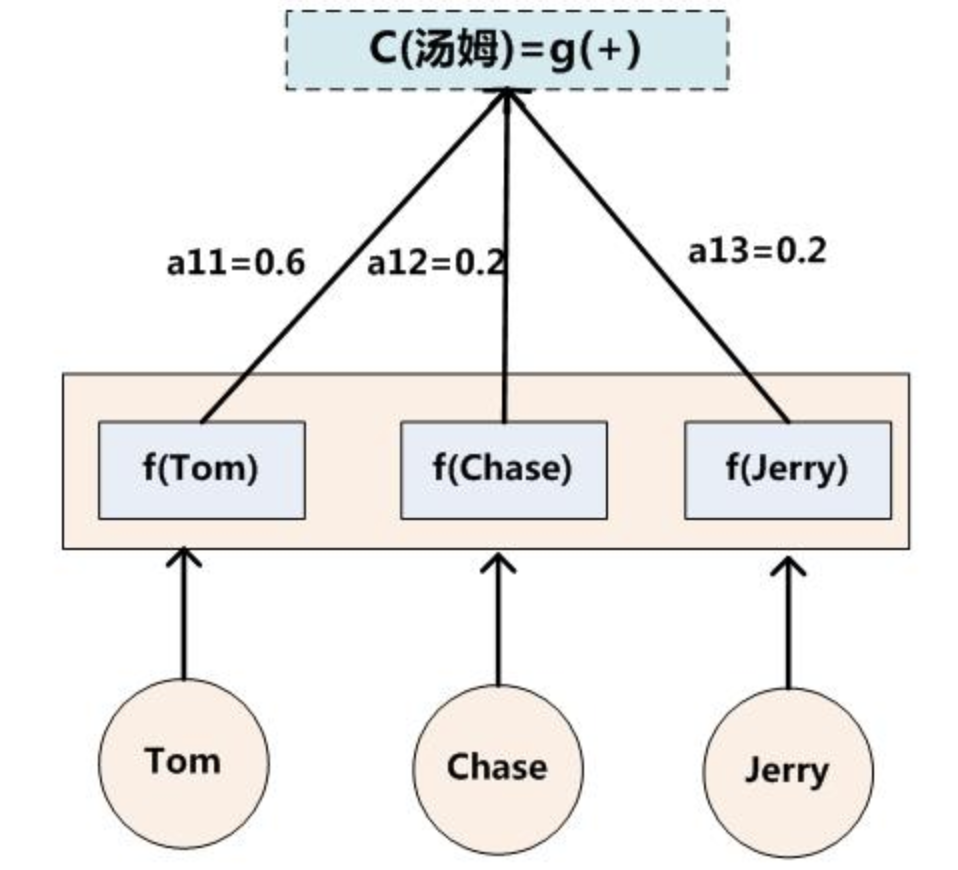 C(汤姆)=g(+)
a11=0.6
a12=0.2
a13=0.2
f(Tom)
f(Chase)
f(Jerry)
Tom
Chase
Jerry